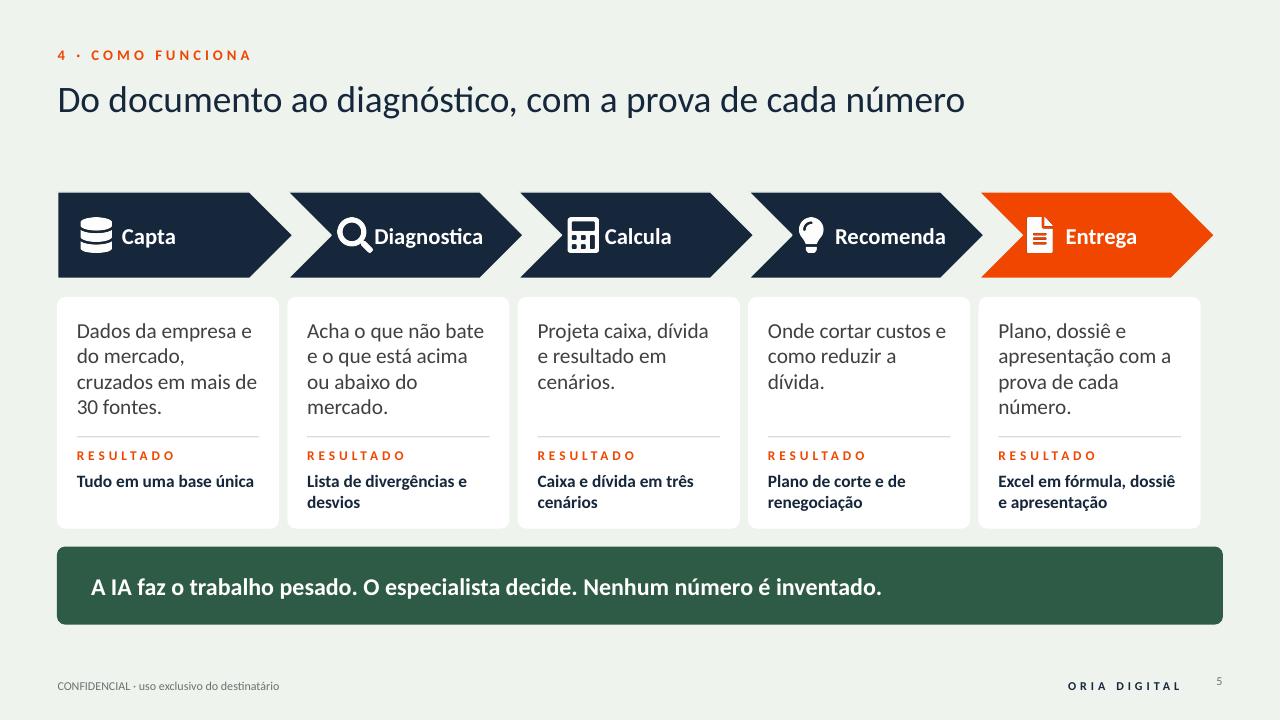 4 · COMO FUNCIONA
Do documento ao diagnóstico, com a prova de cada número
Capta
Diagnostica
Calcula
Recomenda
Entrega
Dados da empresa e
do mercado,
cruzados em mais de
30 fontes.
RESULTADO
Tudo em uma base única
Acha o que não bate
e o que está acima
ou abaixo do
mercado.
RESULTADO
Lista de divergências e
desvios
Projeta caixa, dívida
e resultado em
cenários.
RESULTADO
Caixa e dívida em três
cenários
Onde cortar custos e
como reduzir a
dívida.
RESULTADO
Plano de corte e de
renegociação
Plano, dossiê e
apresentação com a
prova de cada
número.
RESULTADO
Excel em fórmula, dossiê
e apresentação
A IA faz o trabalho pesado. O especialista decide. Nenhum número é inventado.
CONFIDENCIAL · uso exclusivo do destinatário
ORIA DIGITAL
5